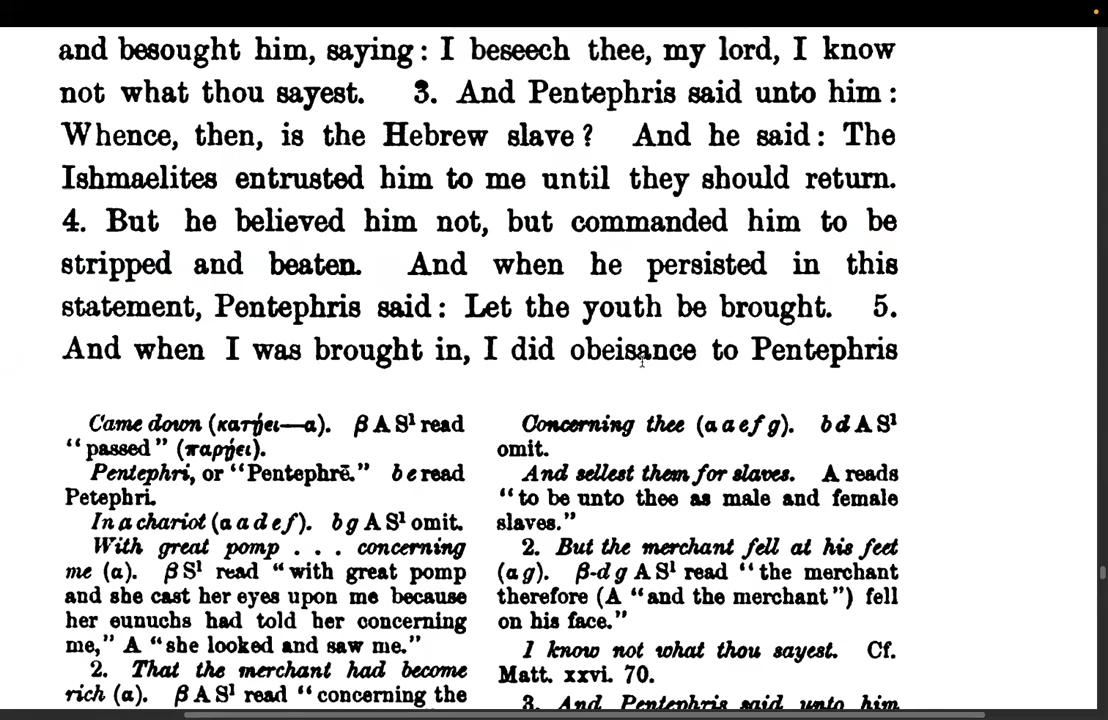 and besought him, saying: I beseech thee, my lord, I know
not what thou sayest. 3. And Pentephris said unto him:
Whence, then, is the Hebrew slave? And he said: The
Ishmaelites entrusted him to me until they should return.
4. But he believed him not, but commanded him to be
stripped and beaten. And when he persisted in this
statement, Pentephris said: Let the youth be brought. 5.
And when I was brought in, I did obeisance to Pentephris
Came down (κατῄει—α). β A S¹ read
“passed” (παρῄει).
Pentephri, or “Pentephrē.” b e read
Petephri.
In a chariot (α a d e f). b g A S¹ omit.
With great pomp . . . concerning
me (α). β S¹ read “with great pomp
and she cast her eyes upon me because
her eunuchs had told her concerning
me,” A “she looked and saw me.”
2. That the merchant had become
rich (α). β A S¹ read “concerning the
Concerning thee (α a e f g). b d A S¹
omit.
And sellest them for slaves. A reads
“to be unto thee as male and female
slaves.”
2. But the merchant fell at his feet
(α g). β-d g A S¹ read “the merchant
therefore (A “and the merchant”) fell
on his face.”
I know not what thou sayest. Cf.
Matt. xxvi. 70.
3. And Pentephris said unto him